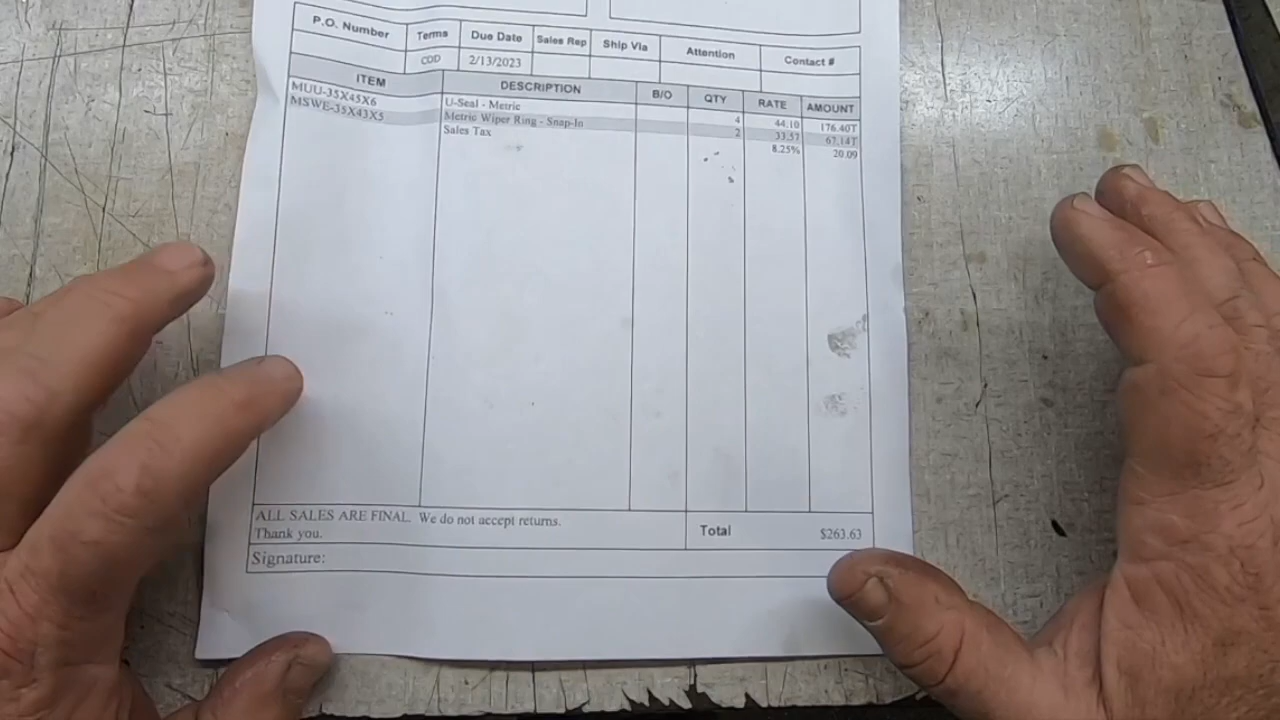 P.O. Number Terms Due Date Sales Rep Ship Via Attention Contact #
COD 2/13/2023
ITEM DESCRIPTION B/O QTY RATE AMOUNT
MUU-35X45X6 U-Seal - Metric 4 44.10 176.40T
MSWE-35X43X5 Metric Wiper Ring - Snap-In 2 33.57 67.14T
Sales Tax 8.25% 20.09
ALL SALES ARE FINAL. We do not accept returns.
Thank you.
Total $263.63
Signature: